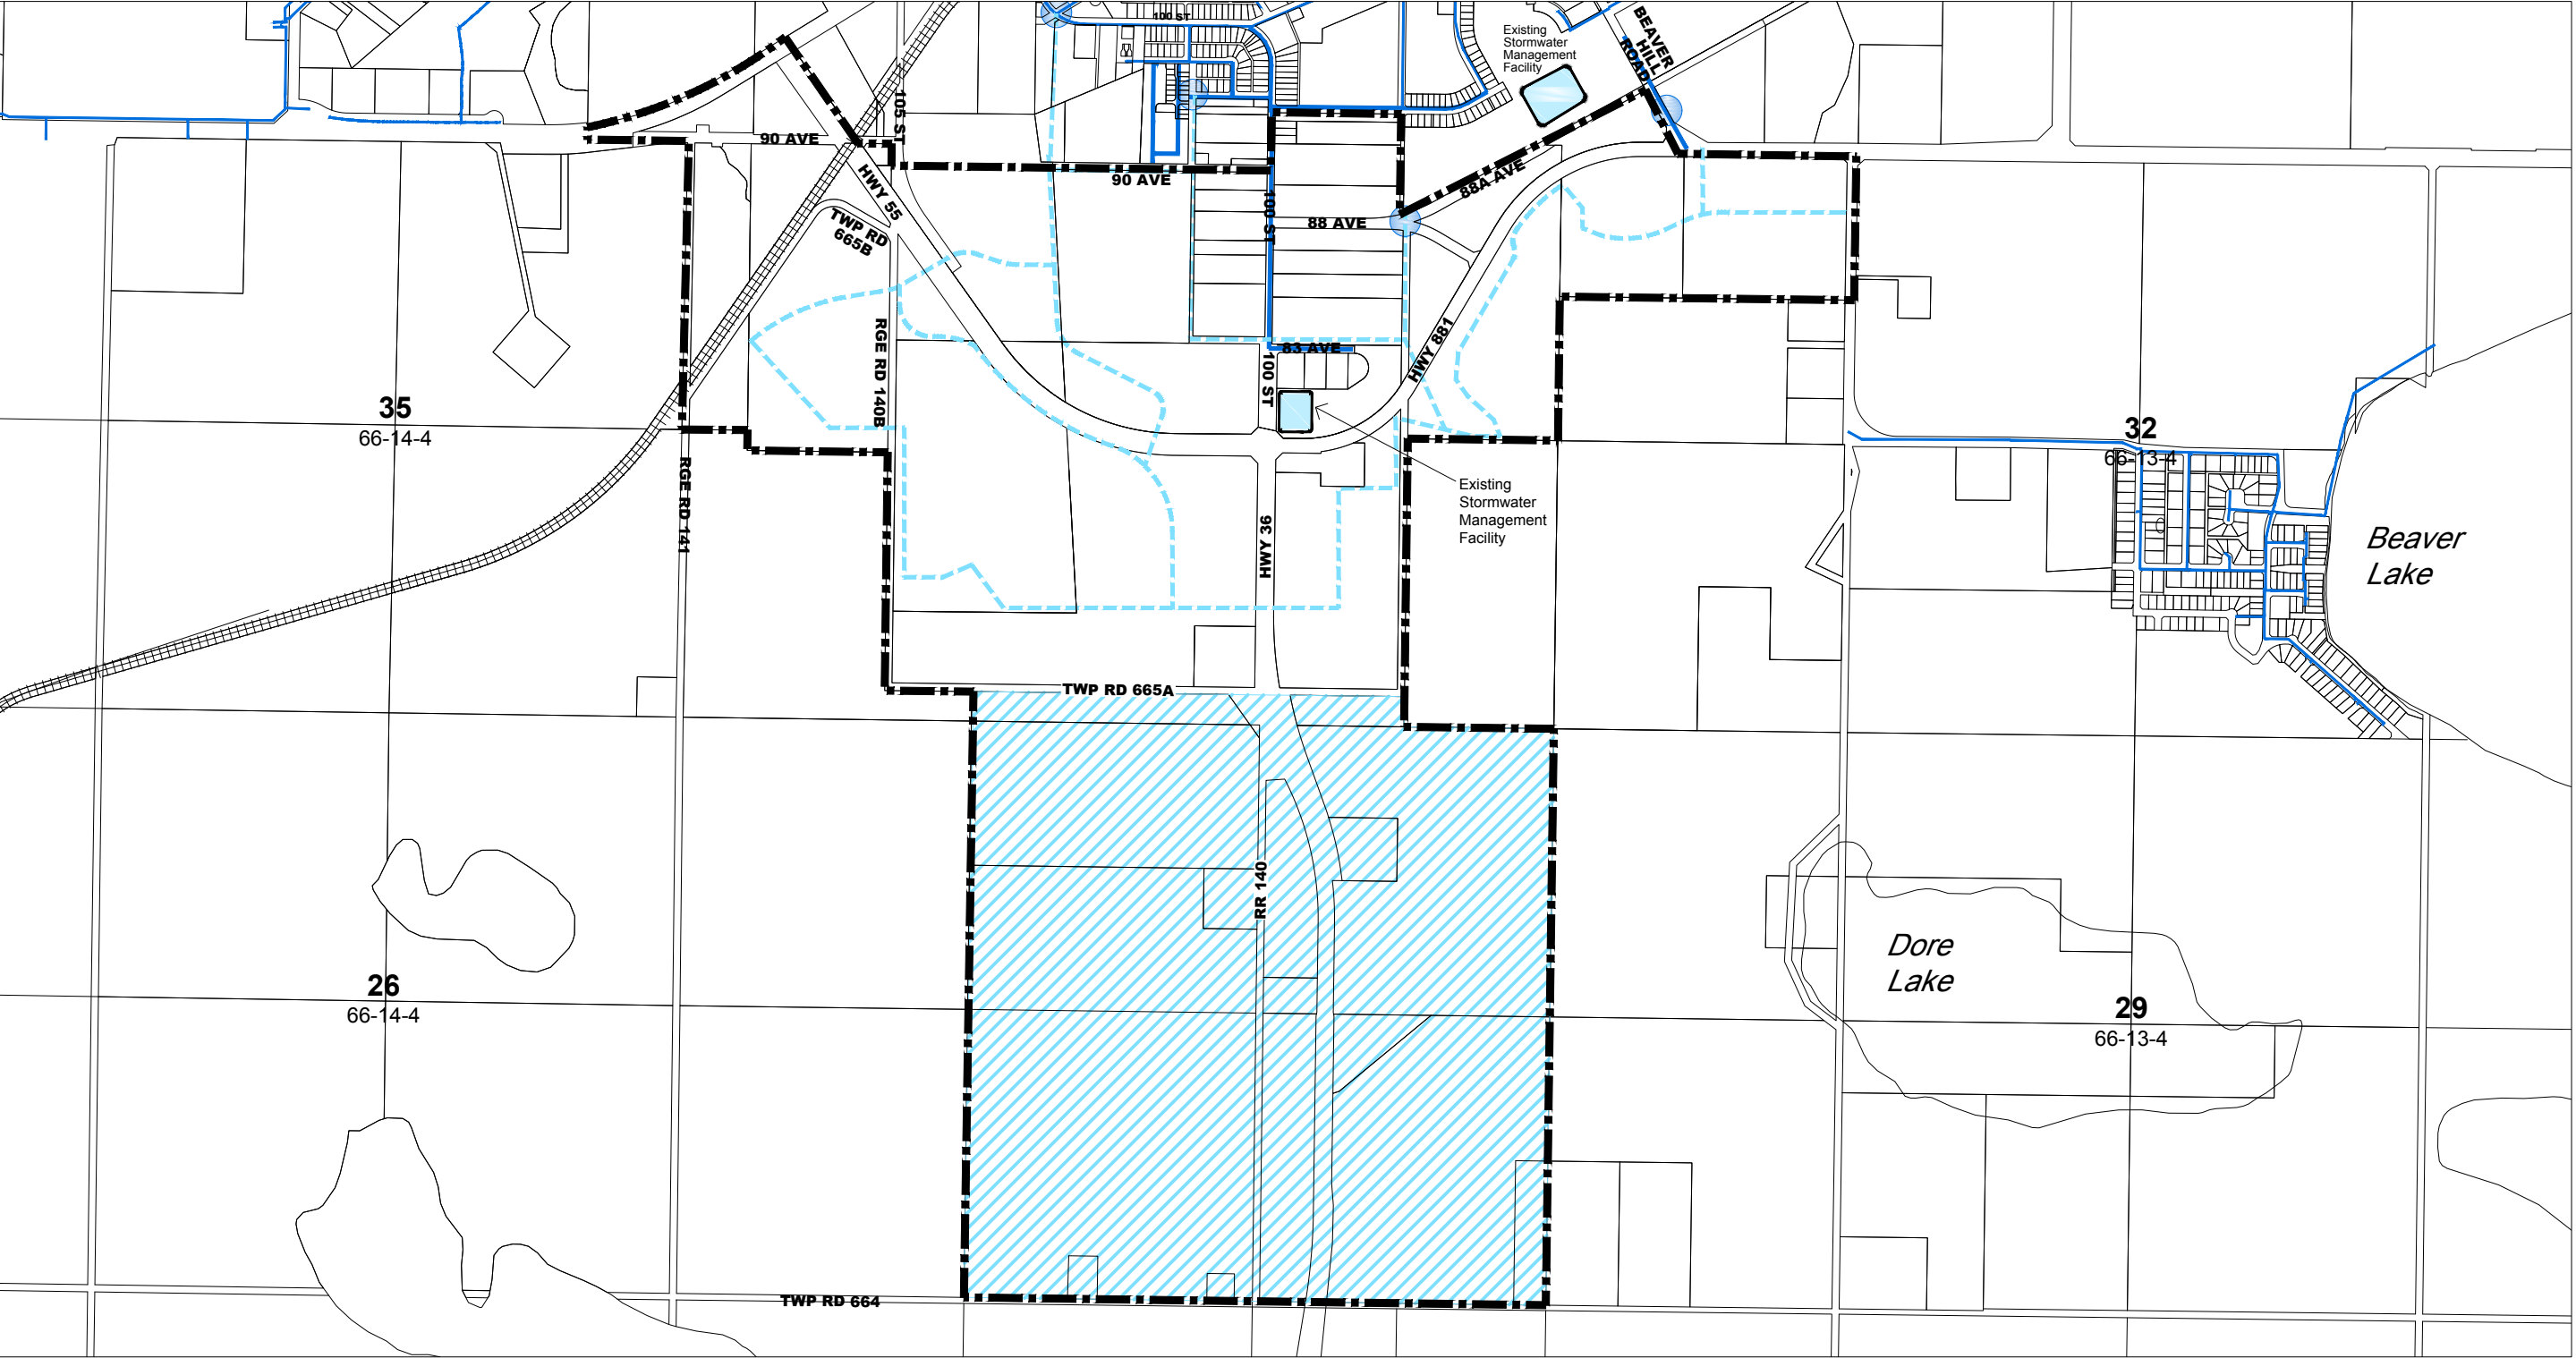 100 ST
Existing
Stormwater
Management
Facility
BEAVER
HILL
ROAD
105 ST
90 AVE
90 AVE
HWY 55
88A AVE
TWP RD
665B
100 ST
88 AVE
RGE RD 140B
83 AVE
HWY 881
100 ST
35
66-14-4
32
66-13-4
RGE RD 141
Existing
Stormwater
Management
Facility
HWY 36
Beaver
Lake
TWP RD 665A
RR 140
Dore
Lake
26
66-14-4
29
66-13-4
TWP RD 664